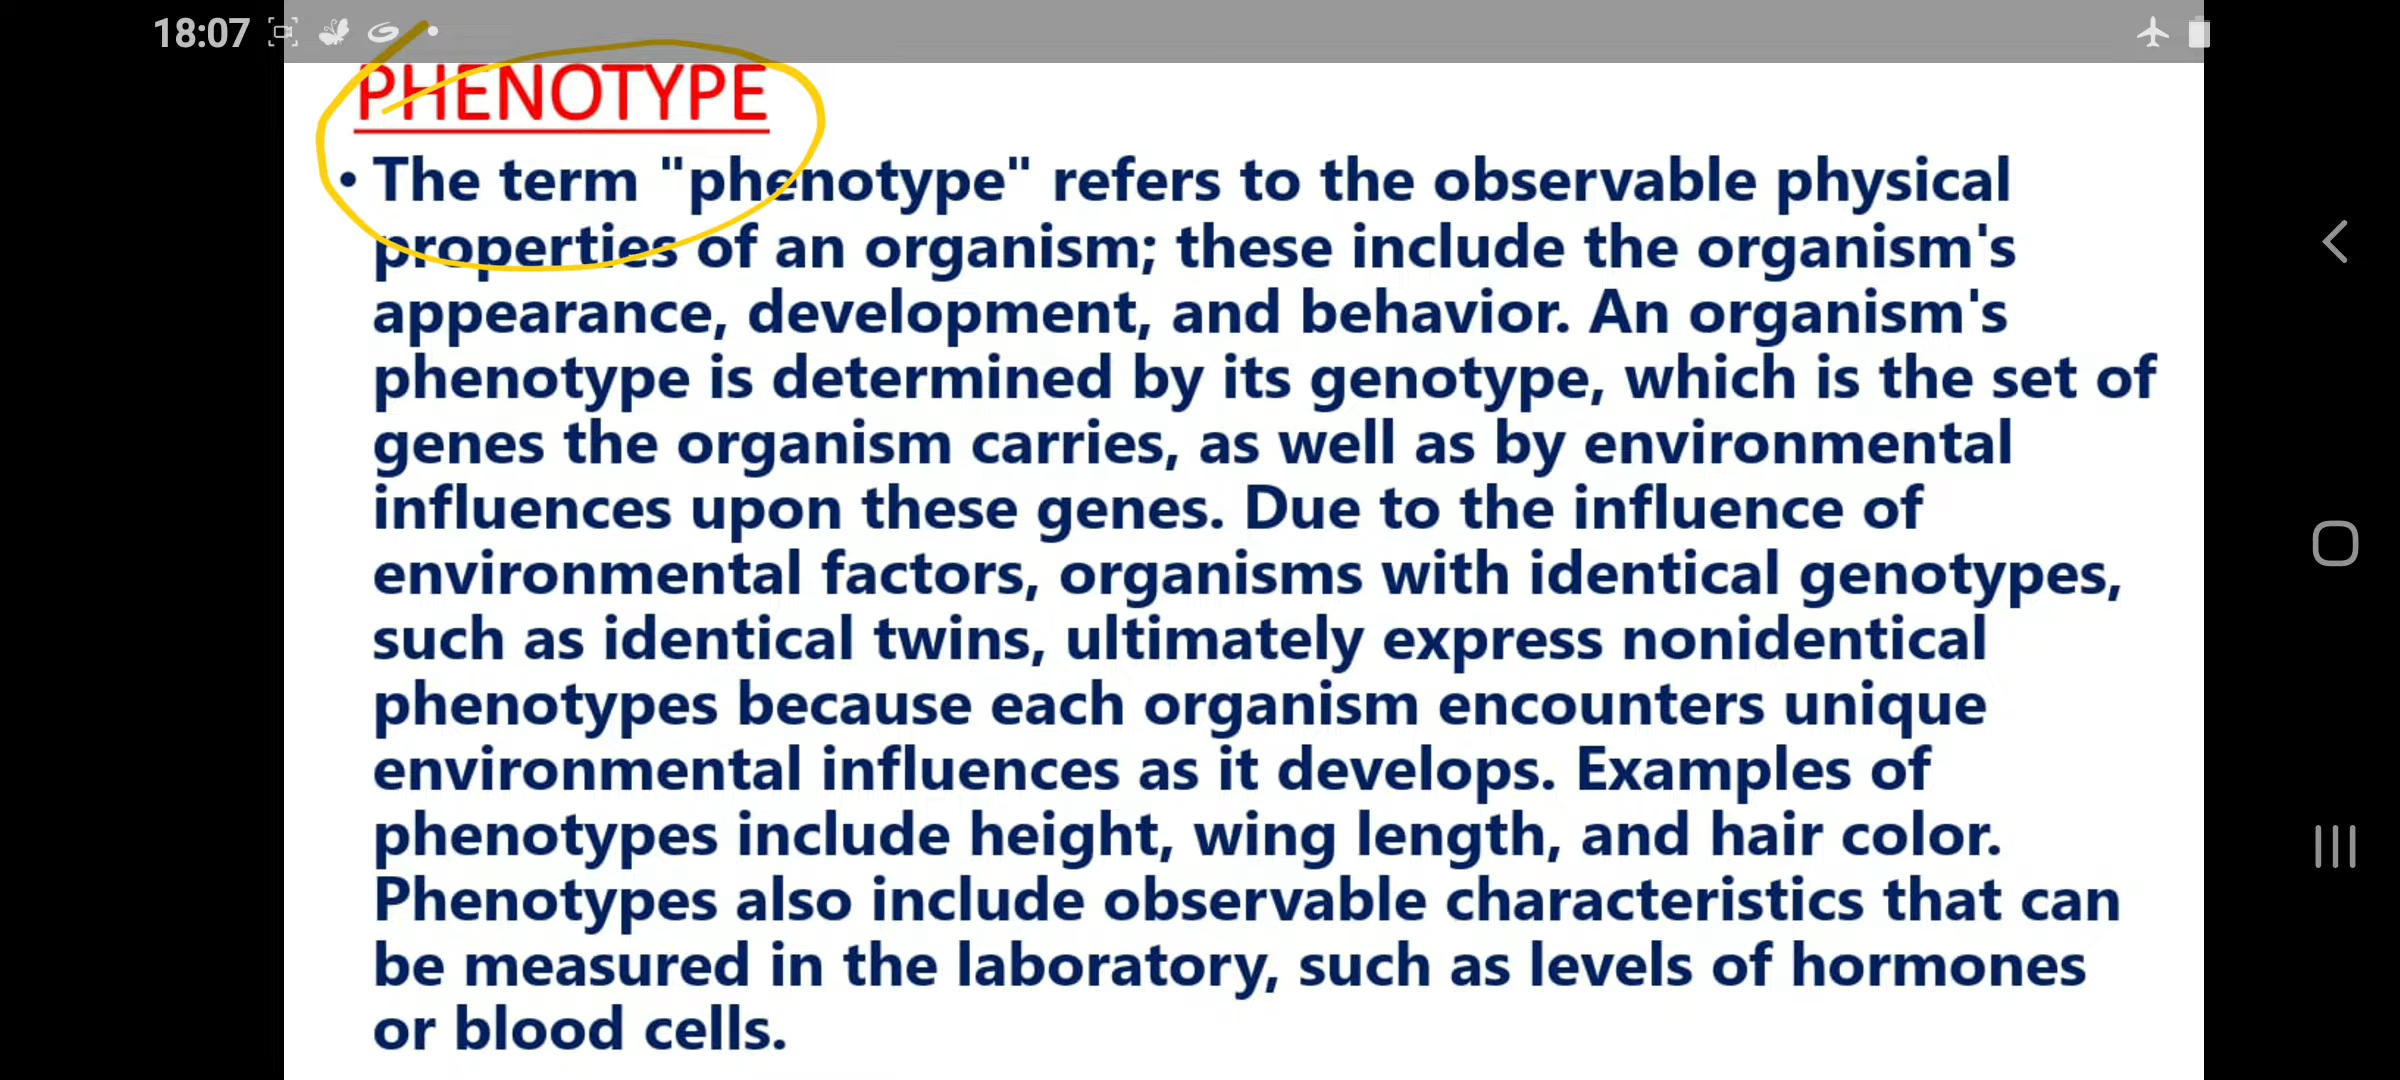 18:07
PHENOTYPE
• The term "phenotype" refers to the observable physical
properties of an organism; these include the organism's
appearance, development, and behavior. An organism's
phenotype is determined by its genotype, which is the set of
genes the organism carries, as well as by environmental
influences upon these genes. Due to the influence of
environmental factors, organisms with identical genotypes,
such as identical twins, ultimately express nonidentical
phenotypes because each organism encounters unique
environmental influences as it develops. Examples of
phenotypes include height, wing length, and hair color.
Phenotypes also include observable characteristics that can
be measured in the laboratory, such as levels of hormones
or blood cells.